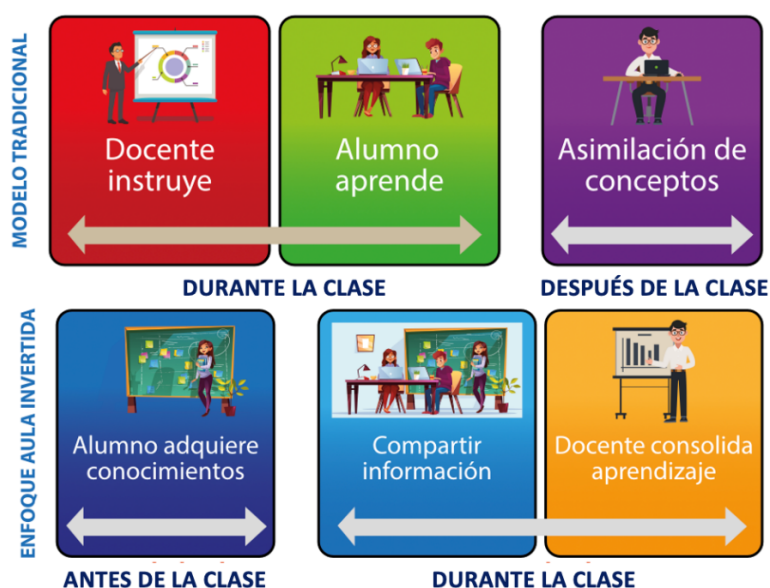 MODELO TRADICIONAL
Docente
instruye
Alumno
aprende
Asimilación de
conceptos
DURANTE LA CLASE
DESPUÉS DE LA CLASE
ENFOQUE AULA INVERTIDA
Alumno adquiere
conocimientos
Compartir
información
Docente consolida
aprendizaje
ANTES DE LA CLASE
DURANTE LA CLASE